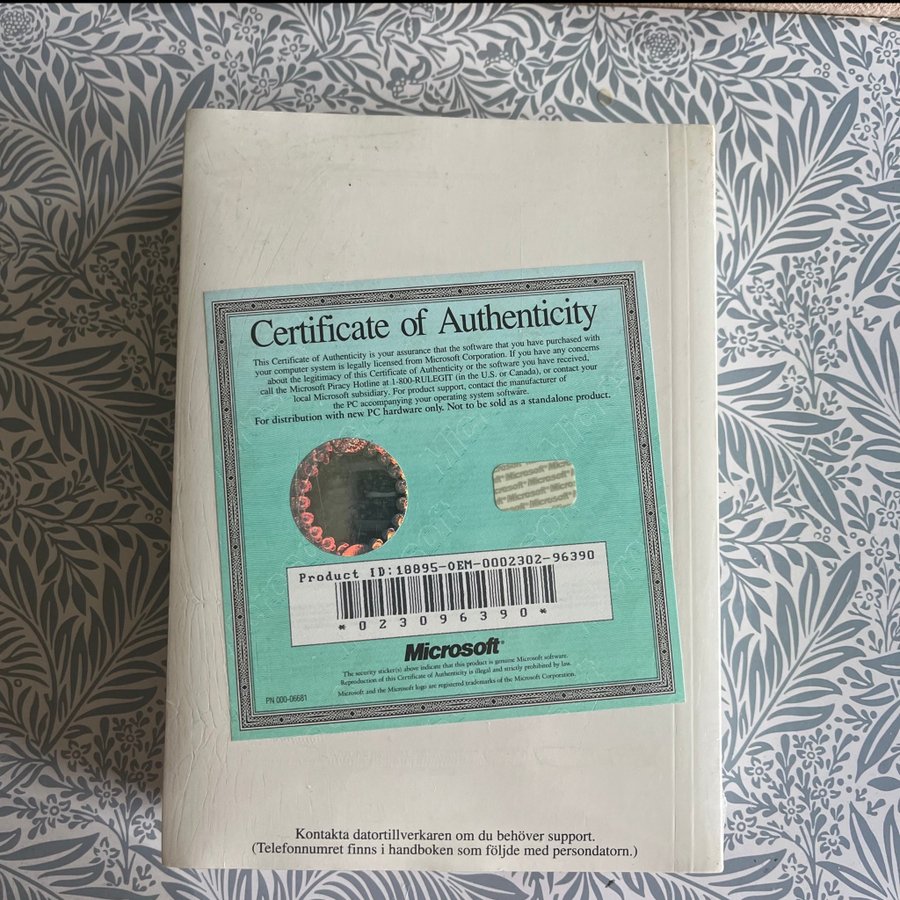 Certificate of Authenticity
This Certificate of Authenticity is your assurance that the software that you have purchased with
your computer system is legally licensed from Microsoft Corporation. If you have any concerns
about the legitimacy of this Certificate of Authenticity or the software you have received,
call the Microsoft Piracy Hotline at 1-800-RULEGIT (in the U.S. or Canada), or contact your
local Microsoft subsidiary. For product support, contact the manufacturer of
the PC accompanying your operating system software.
For distribution with new PC hardware only. Not to be sold as a standalone product.
Microsoft
Product ID:18895-OEM-0002302-96390
*023096390*
Microsoft®
The security sticker(s) above indicate that this product is genuine Microsoft software.
Reproduction of this Certificate of Authenticity is illegal and strictly prohibited by law.
Microsoft and the Microsoft logo are registered trademarks of the Microsoft Corporation.
PN 000-06681
Kontakta datortillverkaren om du behöver support.
(Telefonnumret finns i handboken som följde med persondatorn.)